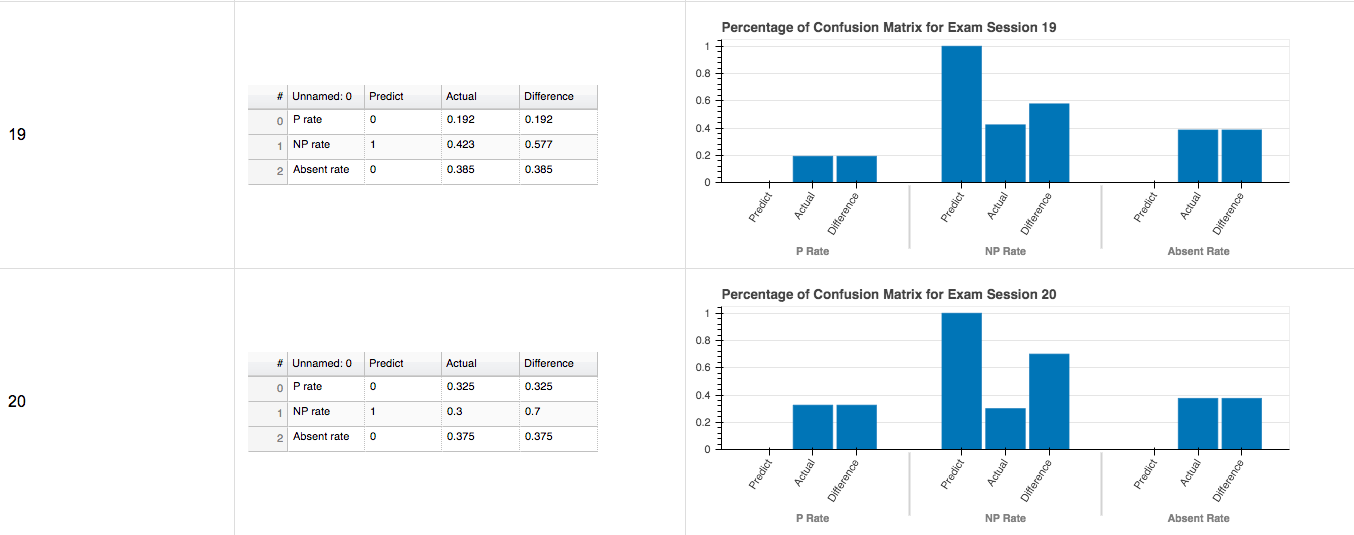 19
# Unnamed: 0 Predict Actual Difference
0 P rate 0 0.192 0.192
1 NP rate 1 0.423 0.577
2 Absent rate 0 0.385 0.385
Percentage of Confusion Matrix for Exam Session 19
1
0.8
0.6
0.4
0.2
0
Predict Actual Difference Predict Actual Difference Predict Actual Difference
P Rate NP Rate Absent Rate
20
# Unnamed: 0 Predict Actual Difference
0 P rate 0 0.325 0.325
1 NP rate 1 0.3 0.7
2 Absent rate 0 0.375 0.375
Percentage of Confusion Matrix for Exam Session 20
1
0.8
0.6
0.4
0.2
0
Predict Actual Difference Predict Actual Difference Predict Actual Difference
P Rate NP Rate Absent Rate